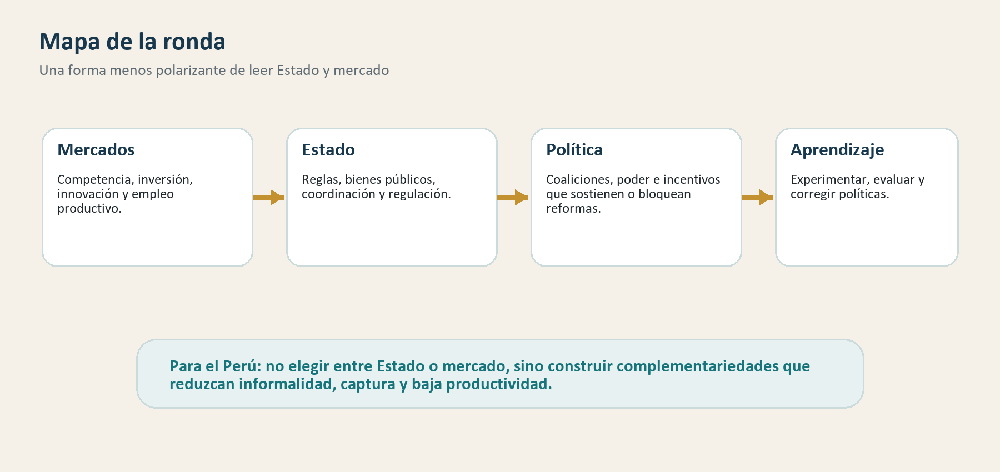 Mapa de la ronda
Una forma menos polarizante de leer Estado y mercado
Mercados
Competencia, inversión,
innovación y empleo
productivo.
Estado
Reglas, bienes públicos,
coordinación y regulación.
Política
Coaliciones, poder e incentivos
que sostienen o bloquean
reformas.
Aprendizaje
Experimentar, evaluar y
corregir políticas.
Para el Perú: no elegir entre Estado o mercado, sino construir complementariedades que
reduzcan informalidad, captura y baja productividad.